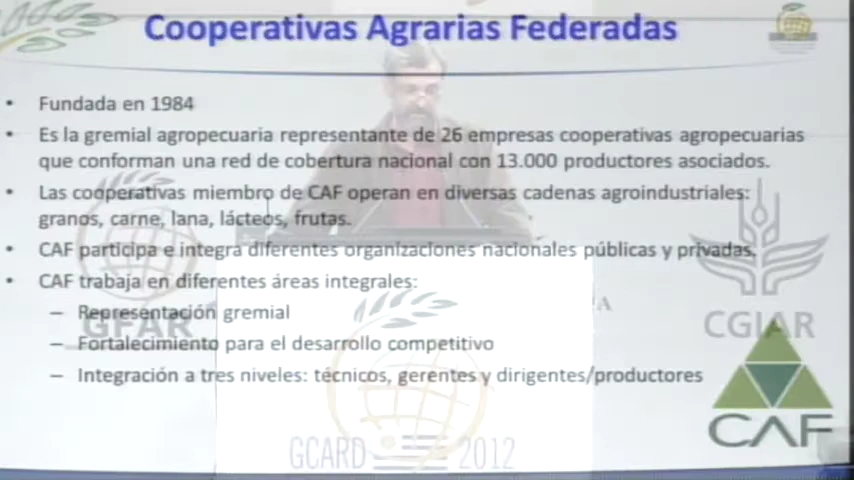 Cooperativas Agrarias Federadas
• Fundada en 1984
• Es la gremial agropecuaria representante de 26 empresas cooperativas agropecuarias
que conforman una red de cobertura nacional con 13.000 productores asociados.
• Las cooperativas miembro de CAF operan en diversas cadenas agroindustriales:
granos, carne, lana, lácteos, frutas.
• CAF participa e integra diferentes organizaciones nacionales públicas y privadas.
• CAF trabaja en diferentes áreas integrales:
– Representación gremial
GFAR
CGIAR
– Fortalecimiento para el desarrollo competitivo
– Integración a tres niveles: técnicos, gerentes y dirigentes/productores
CAF
GCARD 2012